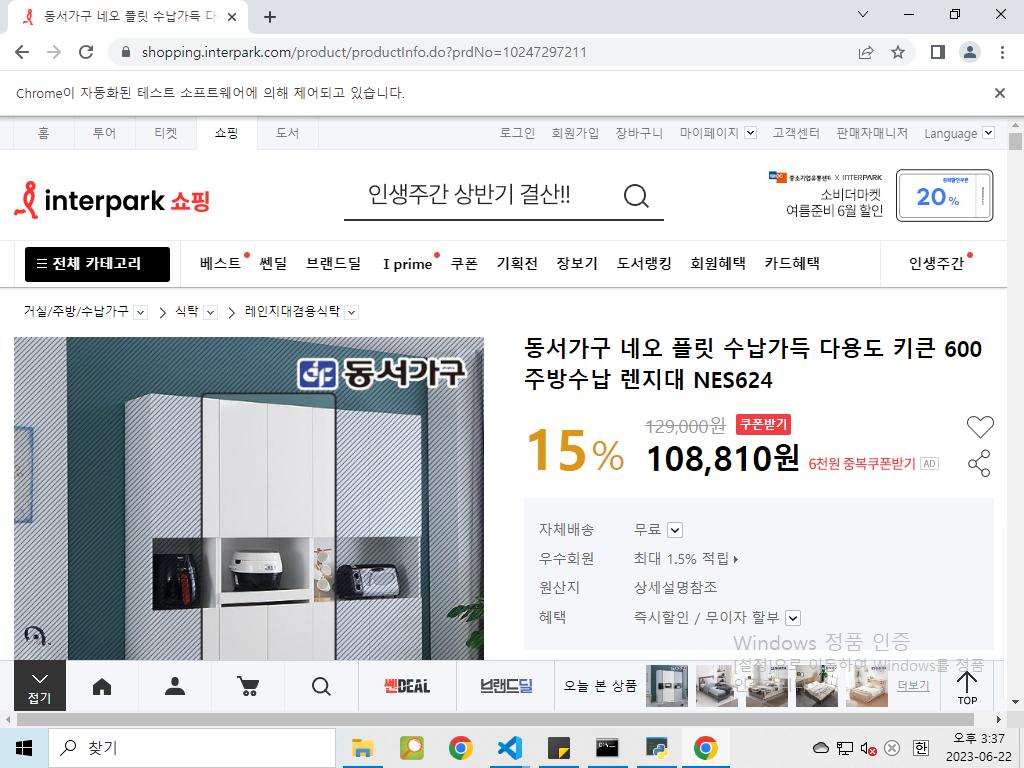 동서가구 네오 플릿 수납가득 다
shopping.interpark.com/product/productInfo.do?prdNo=10247297211
Chrome이 자동화된 테스트 소프트웨어에 의해 제어되고 있습니다.
홈 투어 티켓 쇼핑 도서 로그인 회원가입 장바구니 마이페이지 고객센터 판매자매니저 Language
interpark 쇼핑
인생주간 상반기 결산!!
중소기업유통센터 X INTERPARK
소비더마켓
여름준비 6월 할인
20%
전체 카테고리 베스트 쎈딜 브랜드딜 I prime 쿠폰 기획전 장보기 도서랭킹 회원혜택 카드혜택 인생주간
거실/주방/수납가구 식탁 레인지대겸용식탁
동서가구
동서가구 네오 플릿 수납가득 다용도 키큰 600
주방수납 렌지대 NES624
15%
129,000원 쿠폰받기
108,810원 6천원 중복쿠폰받기 AD
자체배송 무료
우수회원 최대 1.5% 적립
원산지 상세설명참조
혜택 즉시할인 / 무이자 할부
Windows 정품 인증
[설정]으로 이동하여 Windows를 정품
접기
쎈DEAL
브랜드딜
오늘 본 상품
더보기
TOP
찾기
한
오후 3:37
2023-06-22